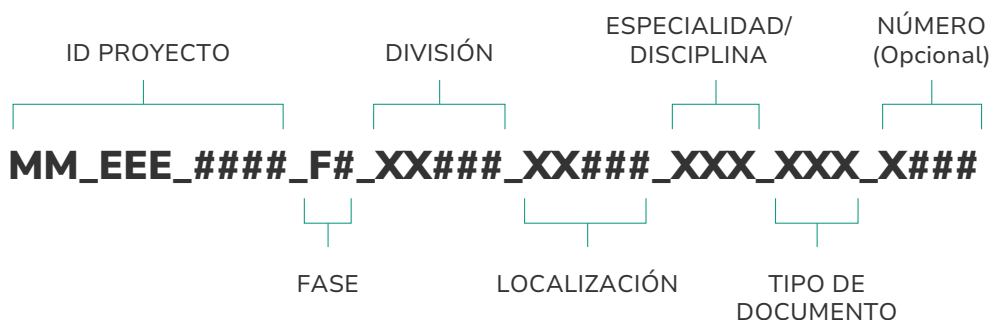 ID PROYECTO
DIVISIÓN
ESPECIALIDAD/
DISCIPLINA
NÚMERO
(Opcional)
MM_EEE_####_F#_XX###_XX###_XXX_XXX_X###
FASE
LOCALIZACIÓN
TIPO DE
DOCUMENTO